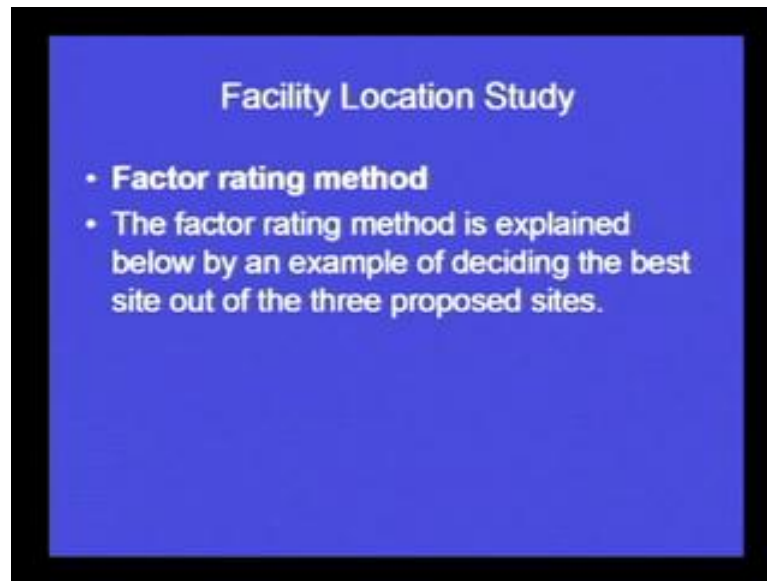 Facility Location Study
• Factor rating method
• The factor rating method is explained
below by an example of deciding the best
site out of the three proposed sites.